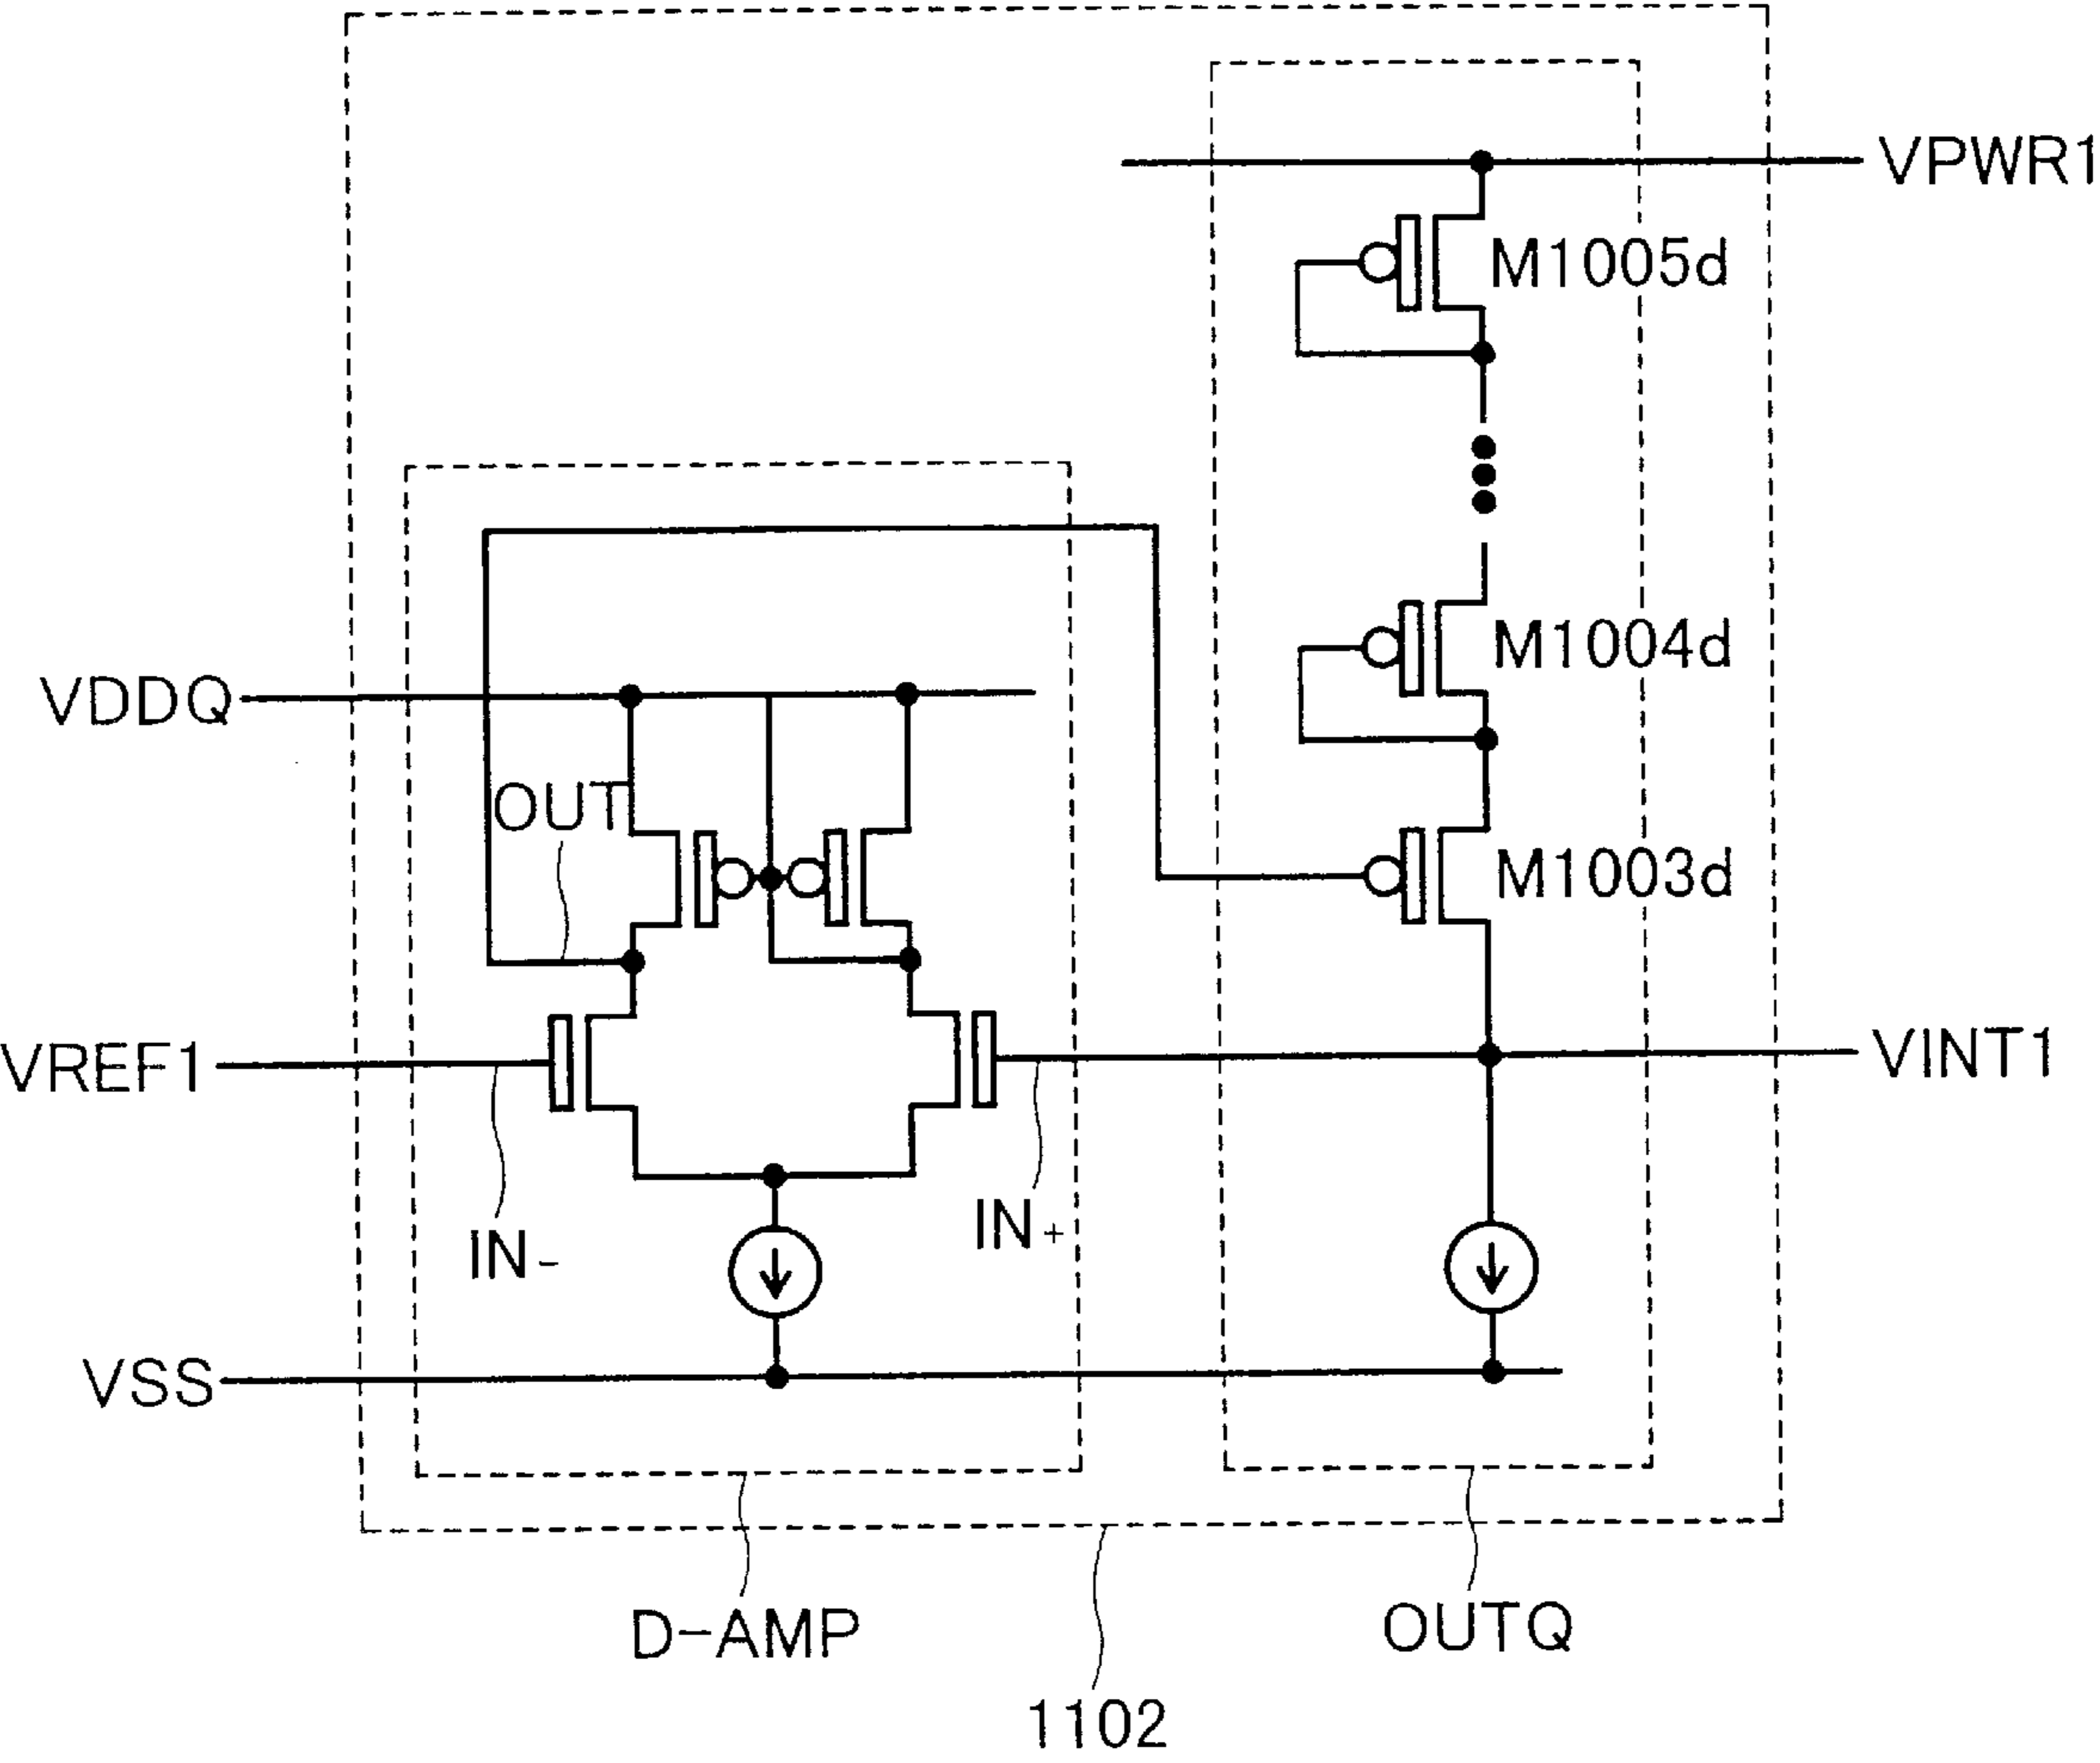 VPWR1
M1005d
M1004d
VDDQ
OUT
M1003d
VREF1
VINT1
IN-
IN+
VSS
D-AMP
OUTQ
1102